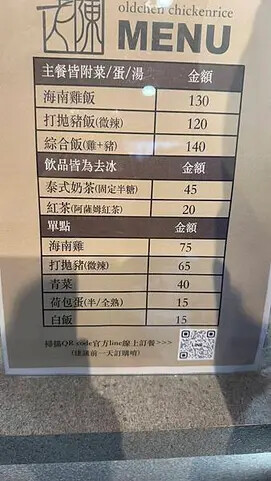 老陳
oldchen chickenrice
MENU
主餐皆附菜/蛋/湯 金額
海南雞飯 130
打拋豬飯(微辣) 120
綜合飯(雞+豬) 140
飲品皆為去冰 金額
泰式奶茶(固定半糖) 45
紅茶(阿薩姆紅茶) 20
單點 金額
海南雞 75
打拋豬(微辣) 65
青菜 40
荷包蛋(半/全熟) 15
白飯 15
掃描QR code官方line線上訂餐>>>
(建議前一天訂購唷)
LINE